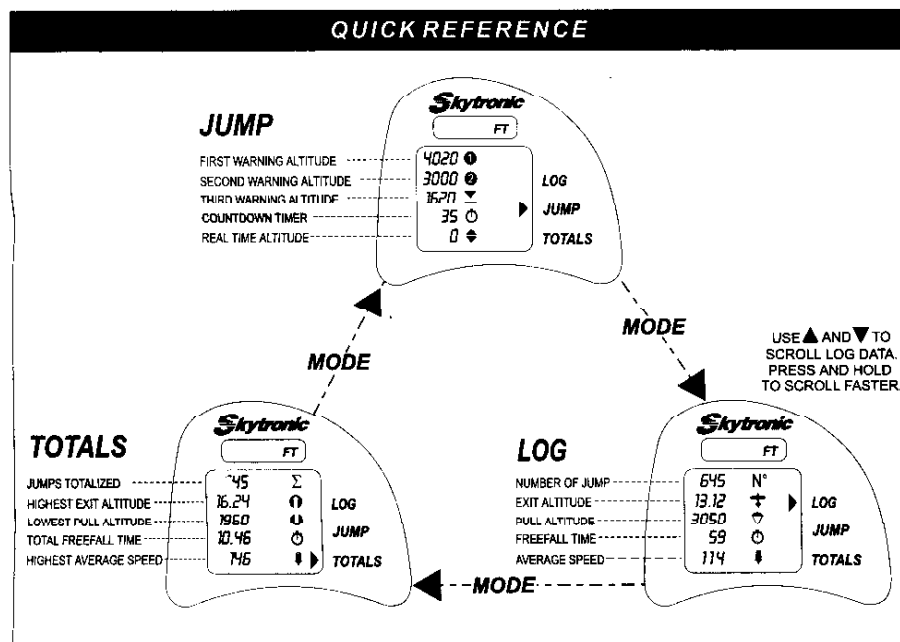 QUICK REFERENCE
JUMP
Skytronic
FT
FIRST WARNING ALTITUDE 4020 1
SECOND WARNING ALTITUDE 3000 2
THIRD WARNING ALTITUDE 1620
COUNTDOWN TIMER 35
REAL TIME ALTITUDE 0
LOG
JUMP
TOTALS
MODE
MODE
USE ▲ AND ▼ TO
SCROLL LOG DATA.
PRESS AND HOLD
TO SCROLL FASTER.
TOTALS
Skytronic
FT
JUMPS TOTALIZED Σ
HIGHEST EXIT ALTITUDE 16.24
LOWEST PULL ALTITUDE 1960
TOTAL FREEFALL TIME 10.46
HIGHEST AVERAGE SPEED 146
LOG
JUMP
TOTALS
LOG
Skytronic
FT
NUMBER OF JUMP 645 N°
EXIT ALTITUDE 13.12
PULL ALTITUDE 3050
FREEFALL TIME 59
AVERAGE SPEED 114
LOG
JUMP
TOTALS
MODE